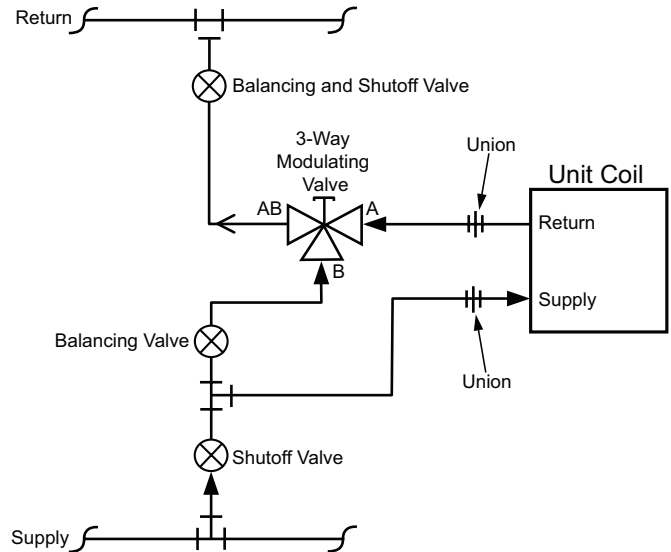 Return
Balancing and Shutoff Valve
3-Way
Modulating
Valve
Union
Unit Coil
AB
A
Return
B
Supply
Balancing Valve
Union
Shutoff Valve
Supply